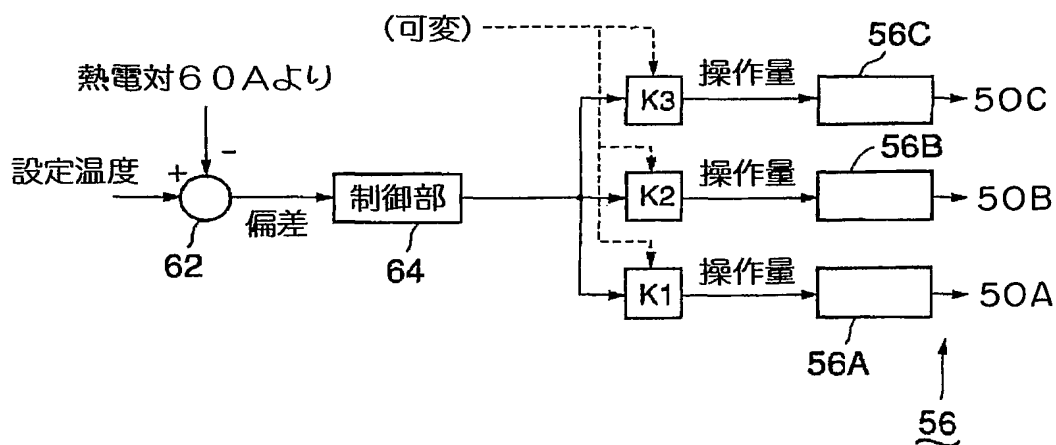 (可変)
56C
熱電対60Aより
操作量
K3
50C
−
56B
設定温度
+
操作量
制御部
K2
50B
偏差
62
64
操作量
K1
50A
56A
56